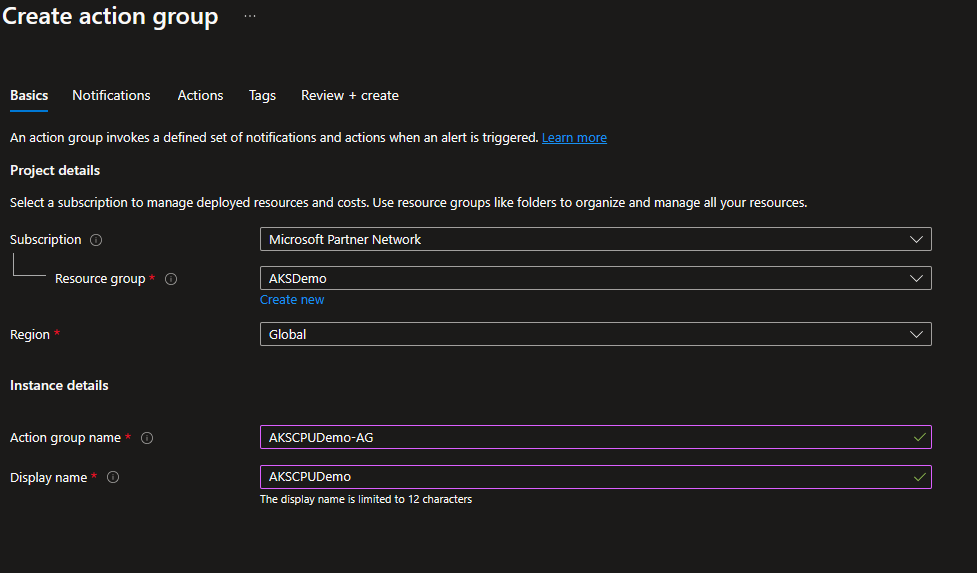 Create action group ...
Basics Notifications Actions Tags Review + create
An action group invokes a defined set of notifications and actions when an alert is triggered. Learn more
Project details
Select a subscription to manage deployed resources and costs. Use resource groups like folders to organize and manage all your resources.
Subscription Microsoft Partner Network
Resource group * AKSDemo
Create new
Region * Global
Instance details
Action group name * AKSCPUDemo-AG
Display name * AKSCPUDemo
The display name is limited to 12 characters